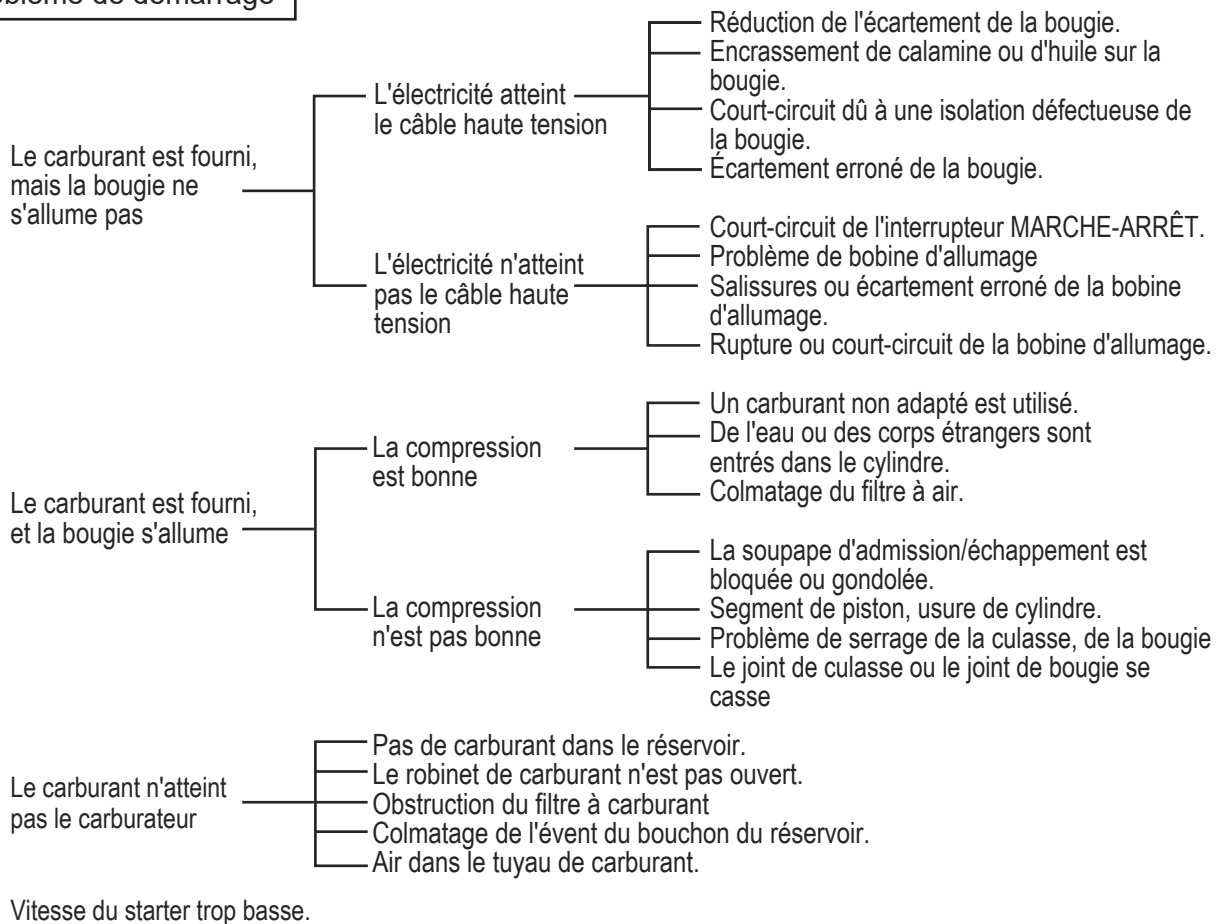 démarrage
Réduction de l'écartement de la bougie.
Encrassement de calamine ou d'huile sur la
bougie.
L'électricité atteint
le câble haute tension
Court-circuit dû à une isolation défectueuse de
la bougie.
Écartement erroné de la bougie.
Le carburant est fourni,
mais la bougie ne
s'allume pas
Court-circuit de l'interrupteur MARCHE-ARRÊT.
Problème de bobine d'allumage
L'électricité n'atteint
pas le câble haute
tension
Salissures ou écartement erroné de la bobine
d'allumage.
Rupture ou court-circuit de la bobine d'allumage.
Un carburant non adapté est utilisé.
De l'eau ou des corps étrangers sont
entrés dans le cylindre.
La compression
est bonne
Colmatage du filtre à air.
Le carburant est fourni,
et la bougie s'allume
La soupape d'admission/échappement est
bloquée ou gondolée.
La compression
n'est pas bonne
Segment de piston, usure de cylindre.
Problème de serrage de la culasse, de la bougie
Le joint de culasse ou le joint de bougie se
casse
Le carburant n'atteint
pas le carburateur
Pas de carburant dans le réservoir.
Le robinet de carburant n'est pas ouvert.
Obstruction du filtre à carburant
Colmatage de l'évent du bouchon du réservoir.
Air dans le tuyau de carburant.
Vitesse du starter trop basse.